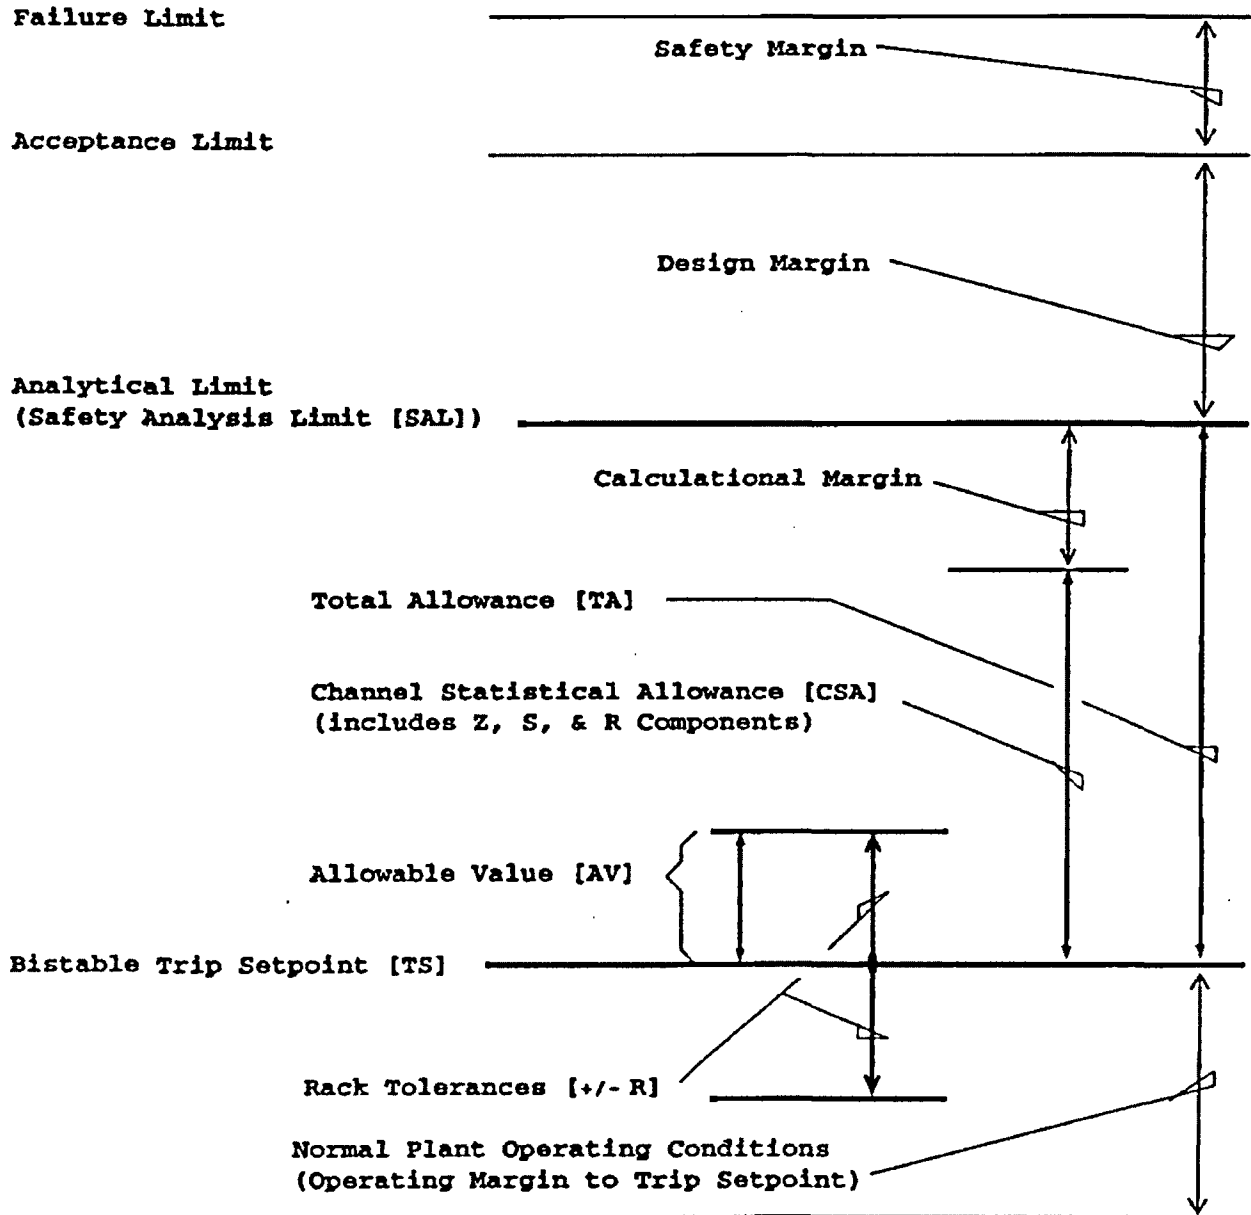 Failure Limit
Safety Margin
Acceptance Limit
Design Margin
Analytical Limit
(Safety Analysis Limit [SAL])
Calculational Margin
Total Allowance [TA]
Channel Statistical Allowance [CSA]
(includes Z, S, & R Components)
Allowable Value [AV]
Bistable Trip Setpoint [TS]
Rack Tolerances [+/- R]
Normal Plant Operating Conditions
(Operating Margin to Trip Setpoint)